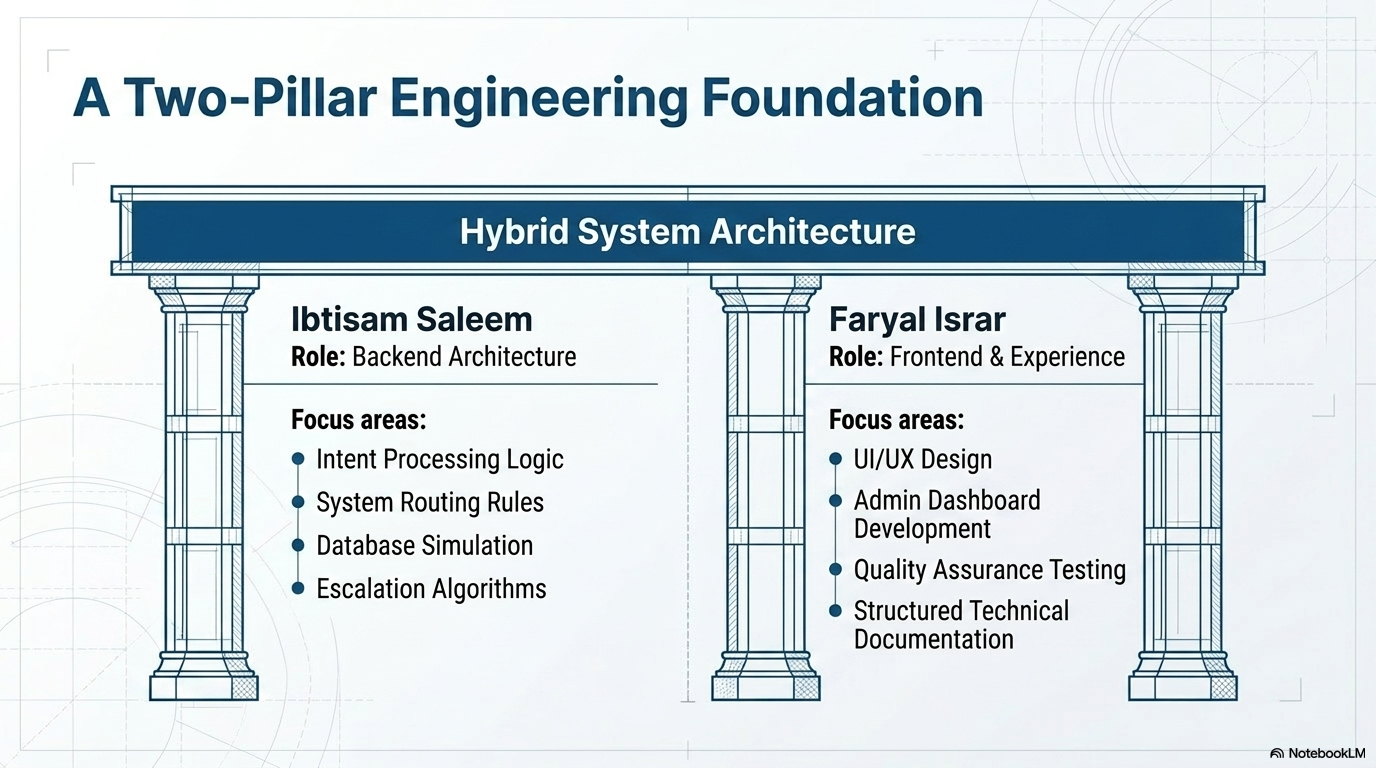 A Two-Pillar Engineering Foundation
Hybrid System Architecture
Ibtisam Saleem
Role: Backend Architecture
Focus areas:
Intent Processing Logic
System Routing Rules
Database Simulation
Escalation Algorithms
Faryal Israr
Role: Frontend & Experience
Focus areas:
UI/UX Design
Admin Dashboard
Development
Quality Assurance Testing
Structured Technical
Documentation
NotebookLM